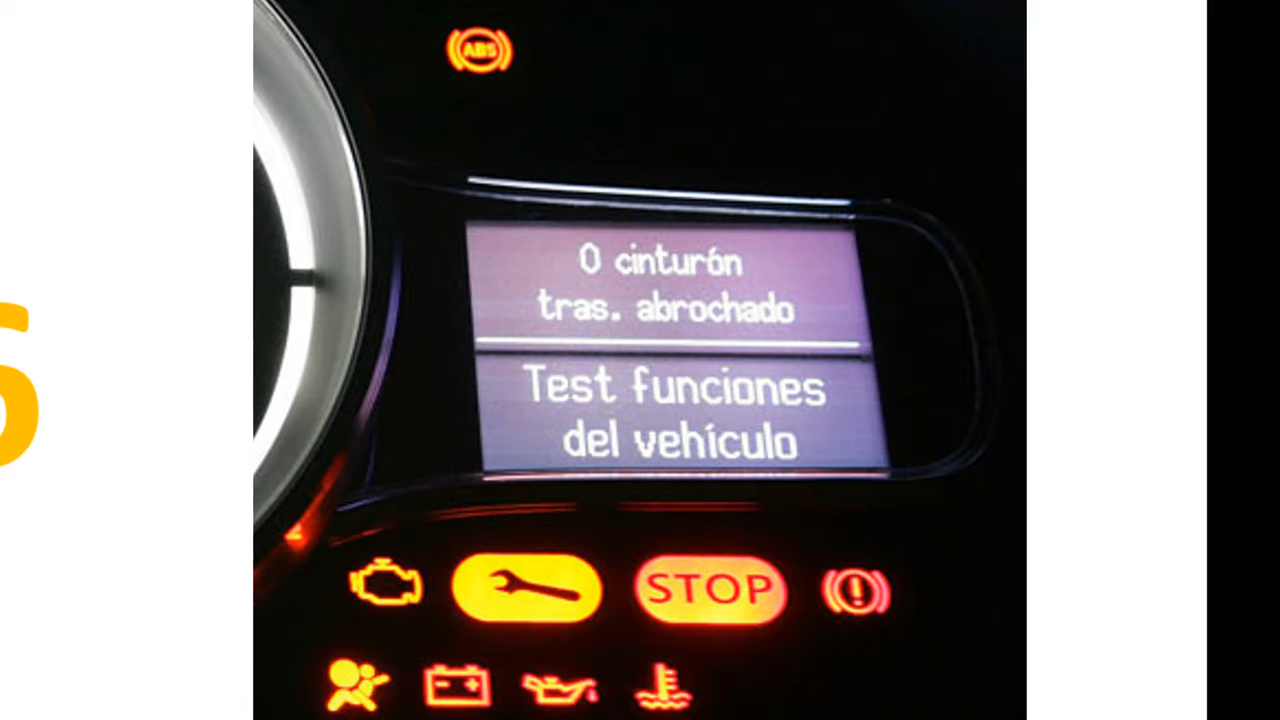 ABS
0 cinturón
tras. abrochado
Test funciones
del vehículo
STOP